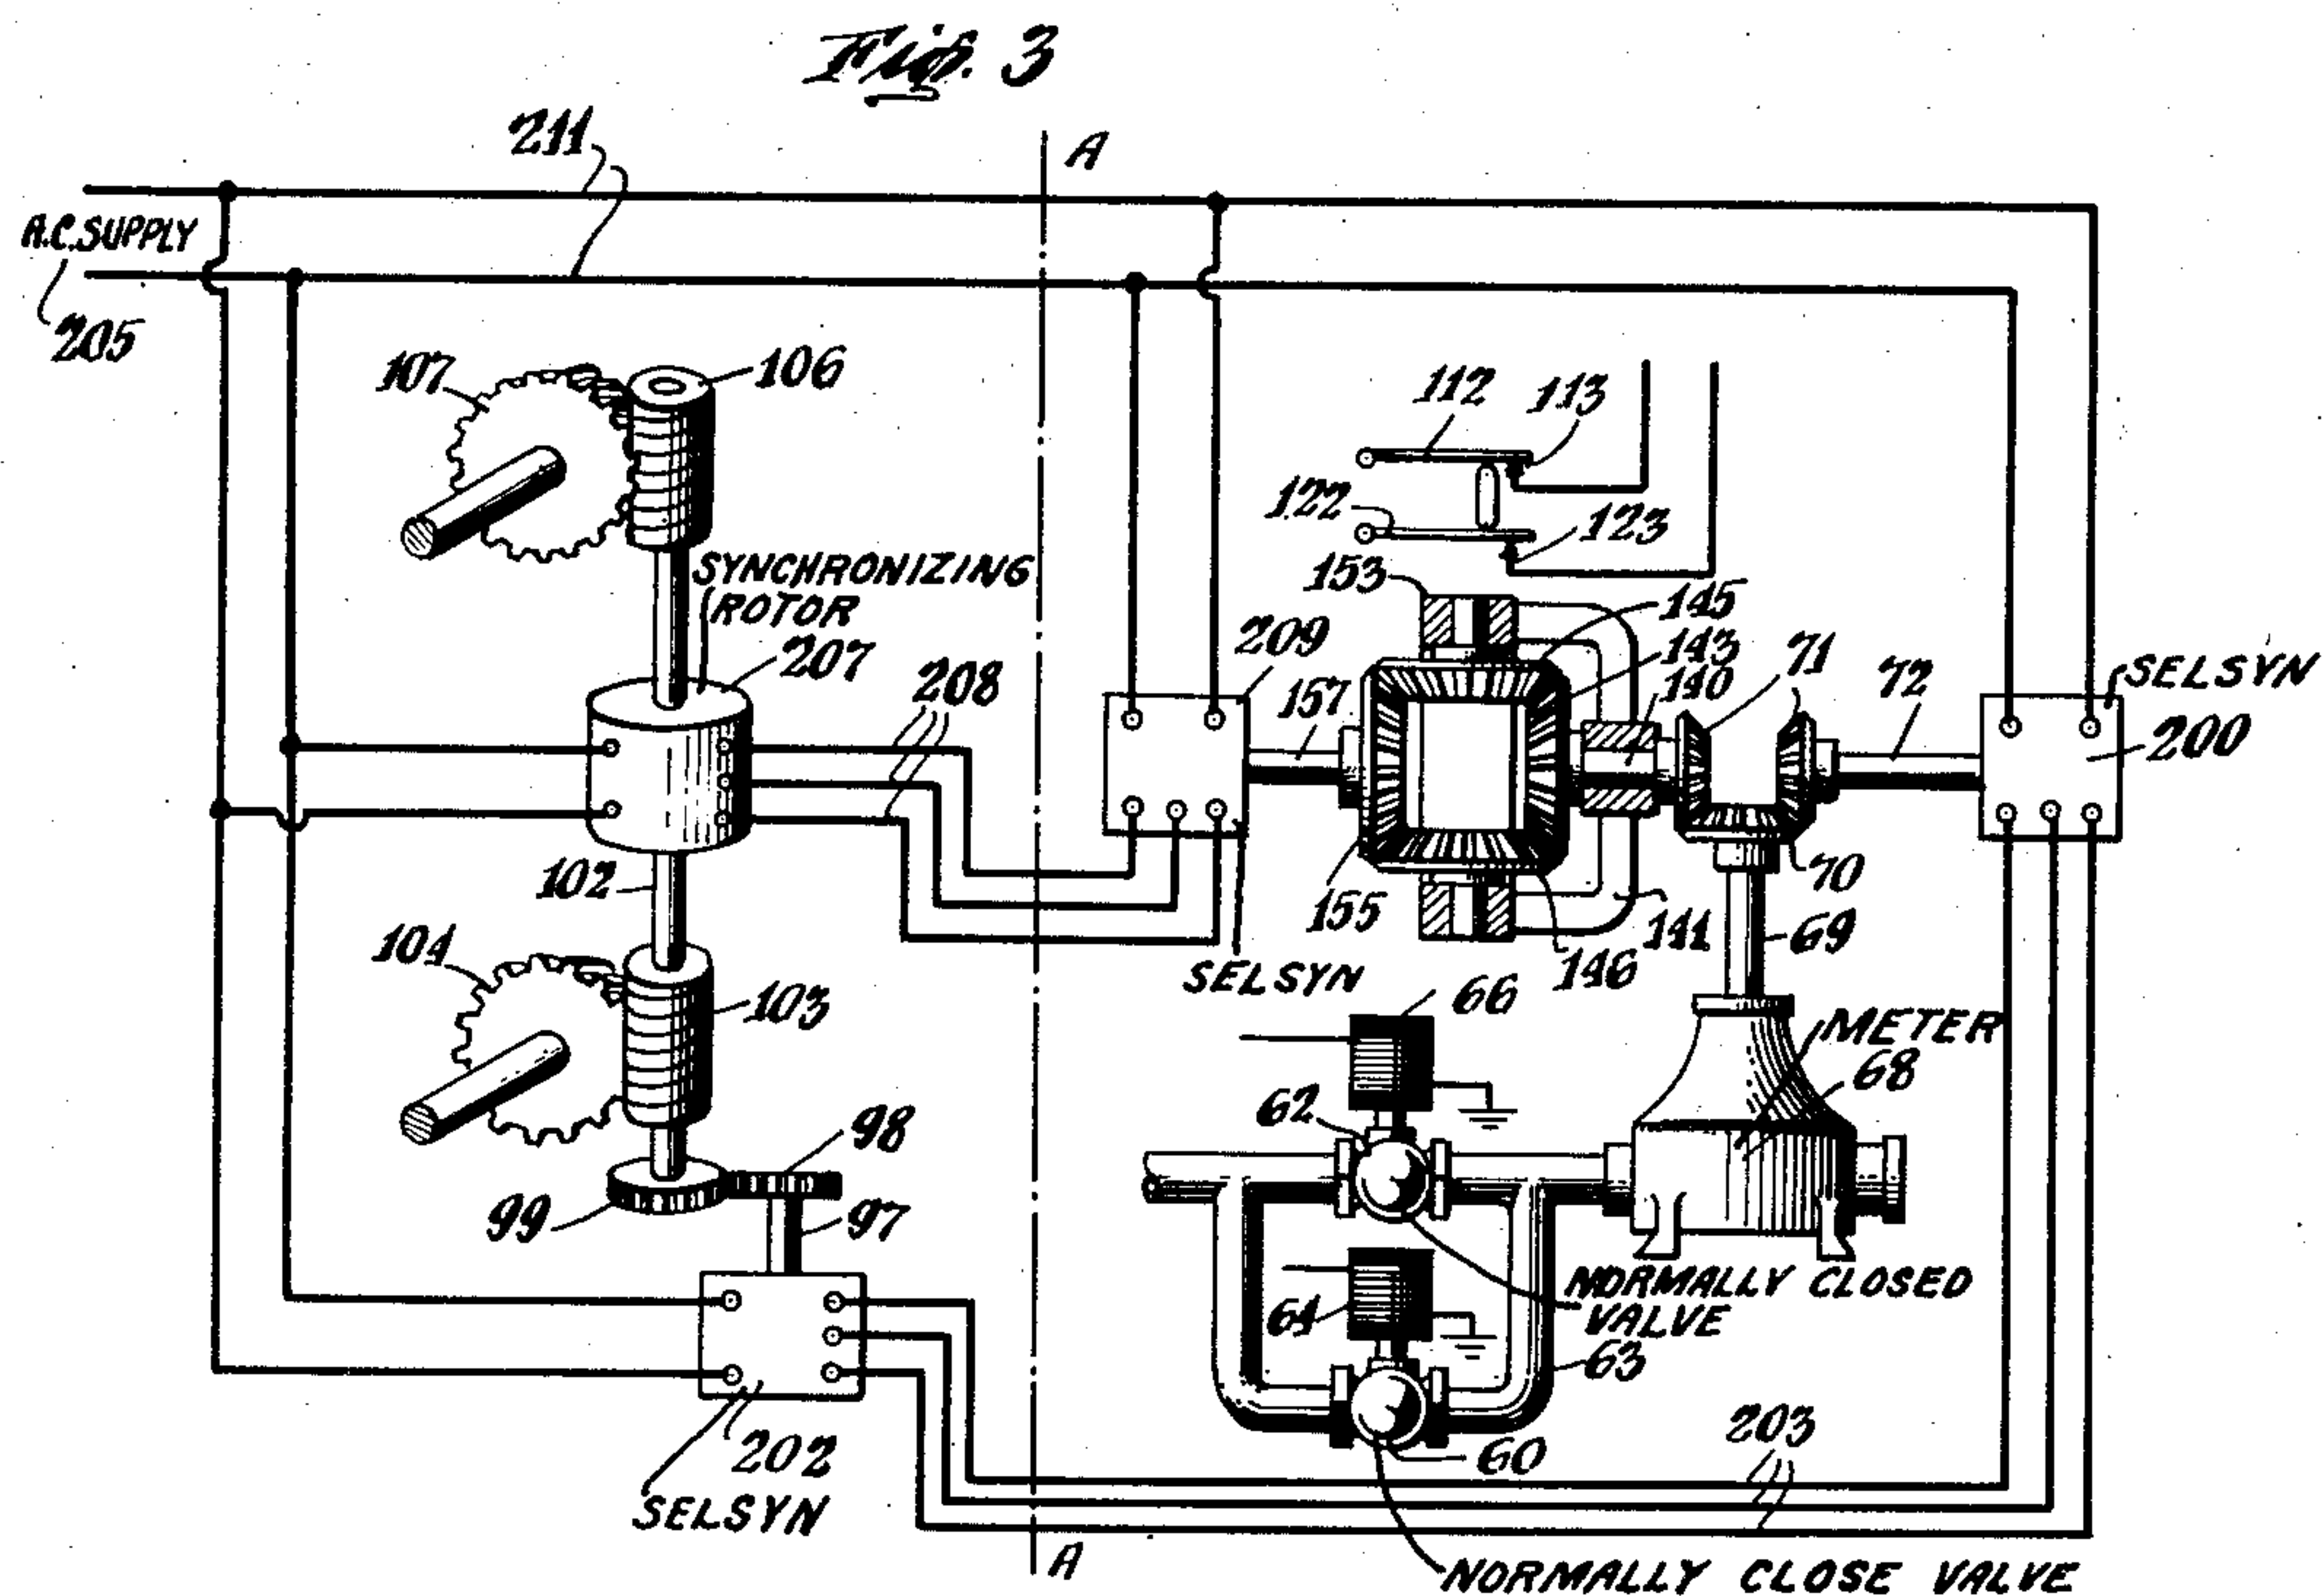 Fig. 3
211
A
A.C. SUPPLY
205
107
106
112
113
122
123
SYNCHRONIZING
ROTOR
153
145
207
209
143
71
208
157
140
72
SELSYN
200
102
155
70
104
141
69
146
103
SELSYN
66
METER
68
62
98
99
97
NORMALLY CLOSED
VALVE
64
63
203
202
60
SELSYN
A
NORMALLY CLOSE VALVE